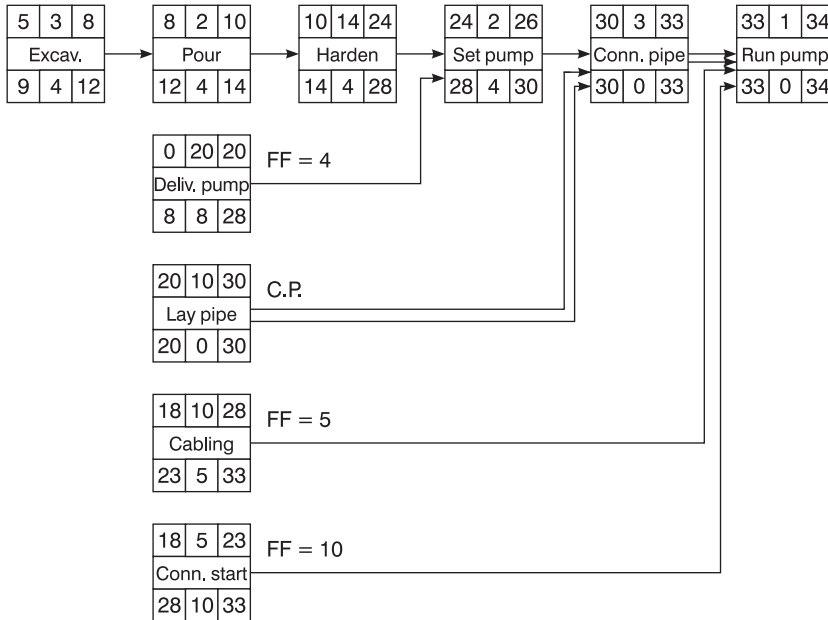 5 3 8
Excav.
9 4 12
8 2 10
Pour
12 4 14
10 14 24
Harden
14 4 28
24 2 26
Set pump
28 4 30
30 3 33
Conn. pipe
30 0 33
33 1 34
Run pump
33 0 34
0 20 20
Deliv. pump
8 8 28
FF = 4
20 10 30
Lay pipe
20 0 30
C.P.
18 10 28
Cabling
23 5 33
FF = 5
18 5 23
Conn. start
28 10 33
FF = 10